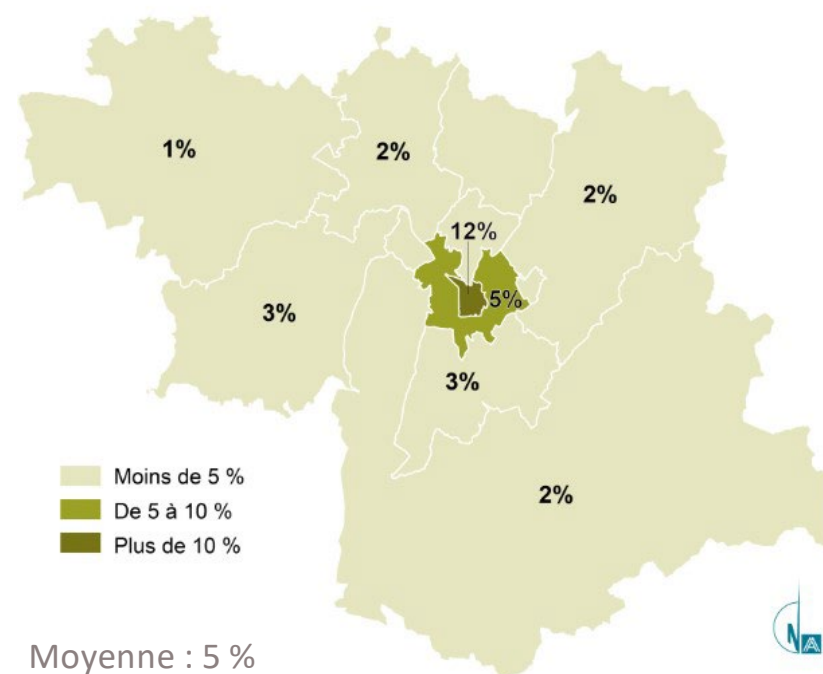 1%
2%
2%
12%
5%
3%
3%
2%
Moins de 5 %
De 5 à 10 %
Plus de 10 %
Moyenne : 5 %
N
A